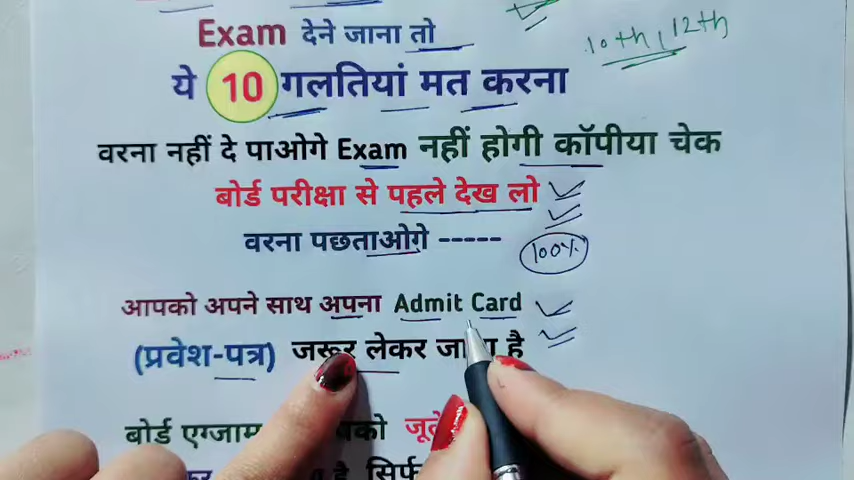 Exam देने जाना तो
10th, 12th
ये 10 गलतियां मत करना
वरना नहीं दे पाओगे Exam नहीं होगी कॉपीया चेक
बोर्ड परीक्षा से पहले देख लो
वरना पछताओगे ------
100%
आपको अपने साथ अपना Admit Card
(प्रवेश-पत्र) जरूर लेकर जाना है
बोर्ड एग्जाम
सिर्फ